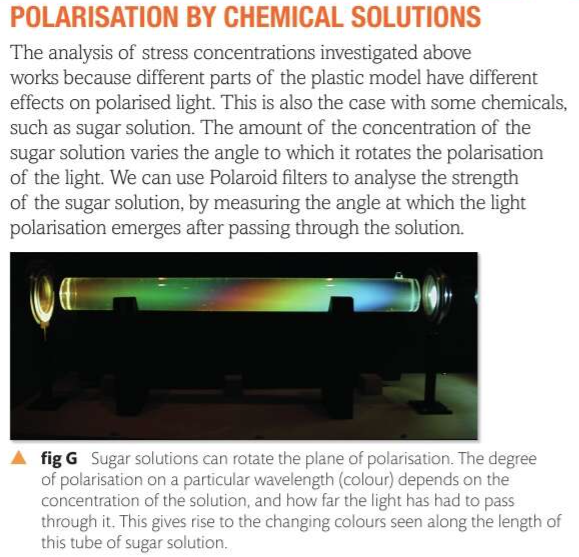 POLARISATION BY CHEMICAL SOLUTIONS
The analysis of stress concentrations investigated above
works because different parts of the plastic model have different
effects on polarised light. This is also the case with some chemicals,
such as sugar solution. The amount of the concentration of the
sugar solution varies the angle to which it rotates the polarisation
of the light. We can use Polaroid filters to analyse the strength
of the sugar solution, by measuring the angle at which the light
polarisation emerges after passing through the solution.
▲ fig G Sugar solutions can rotate the plane of polarisation. The degree
of polarisation on a particular wavelength (colour) depends on the
concentration of the solution, and how far the light has had to pass
through it. This gives rise to the changing colours seen along the length of
this tube of sugar solution.